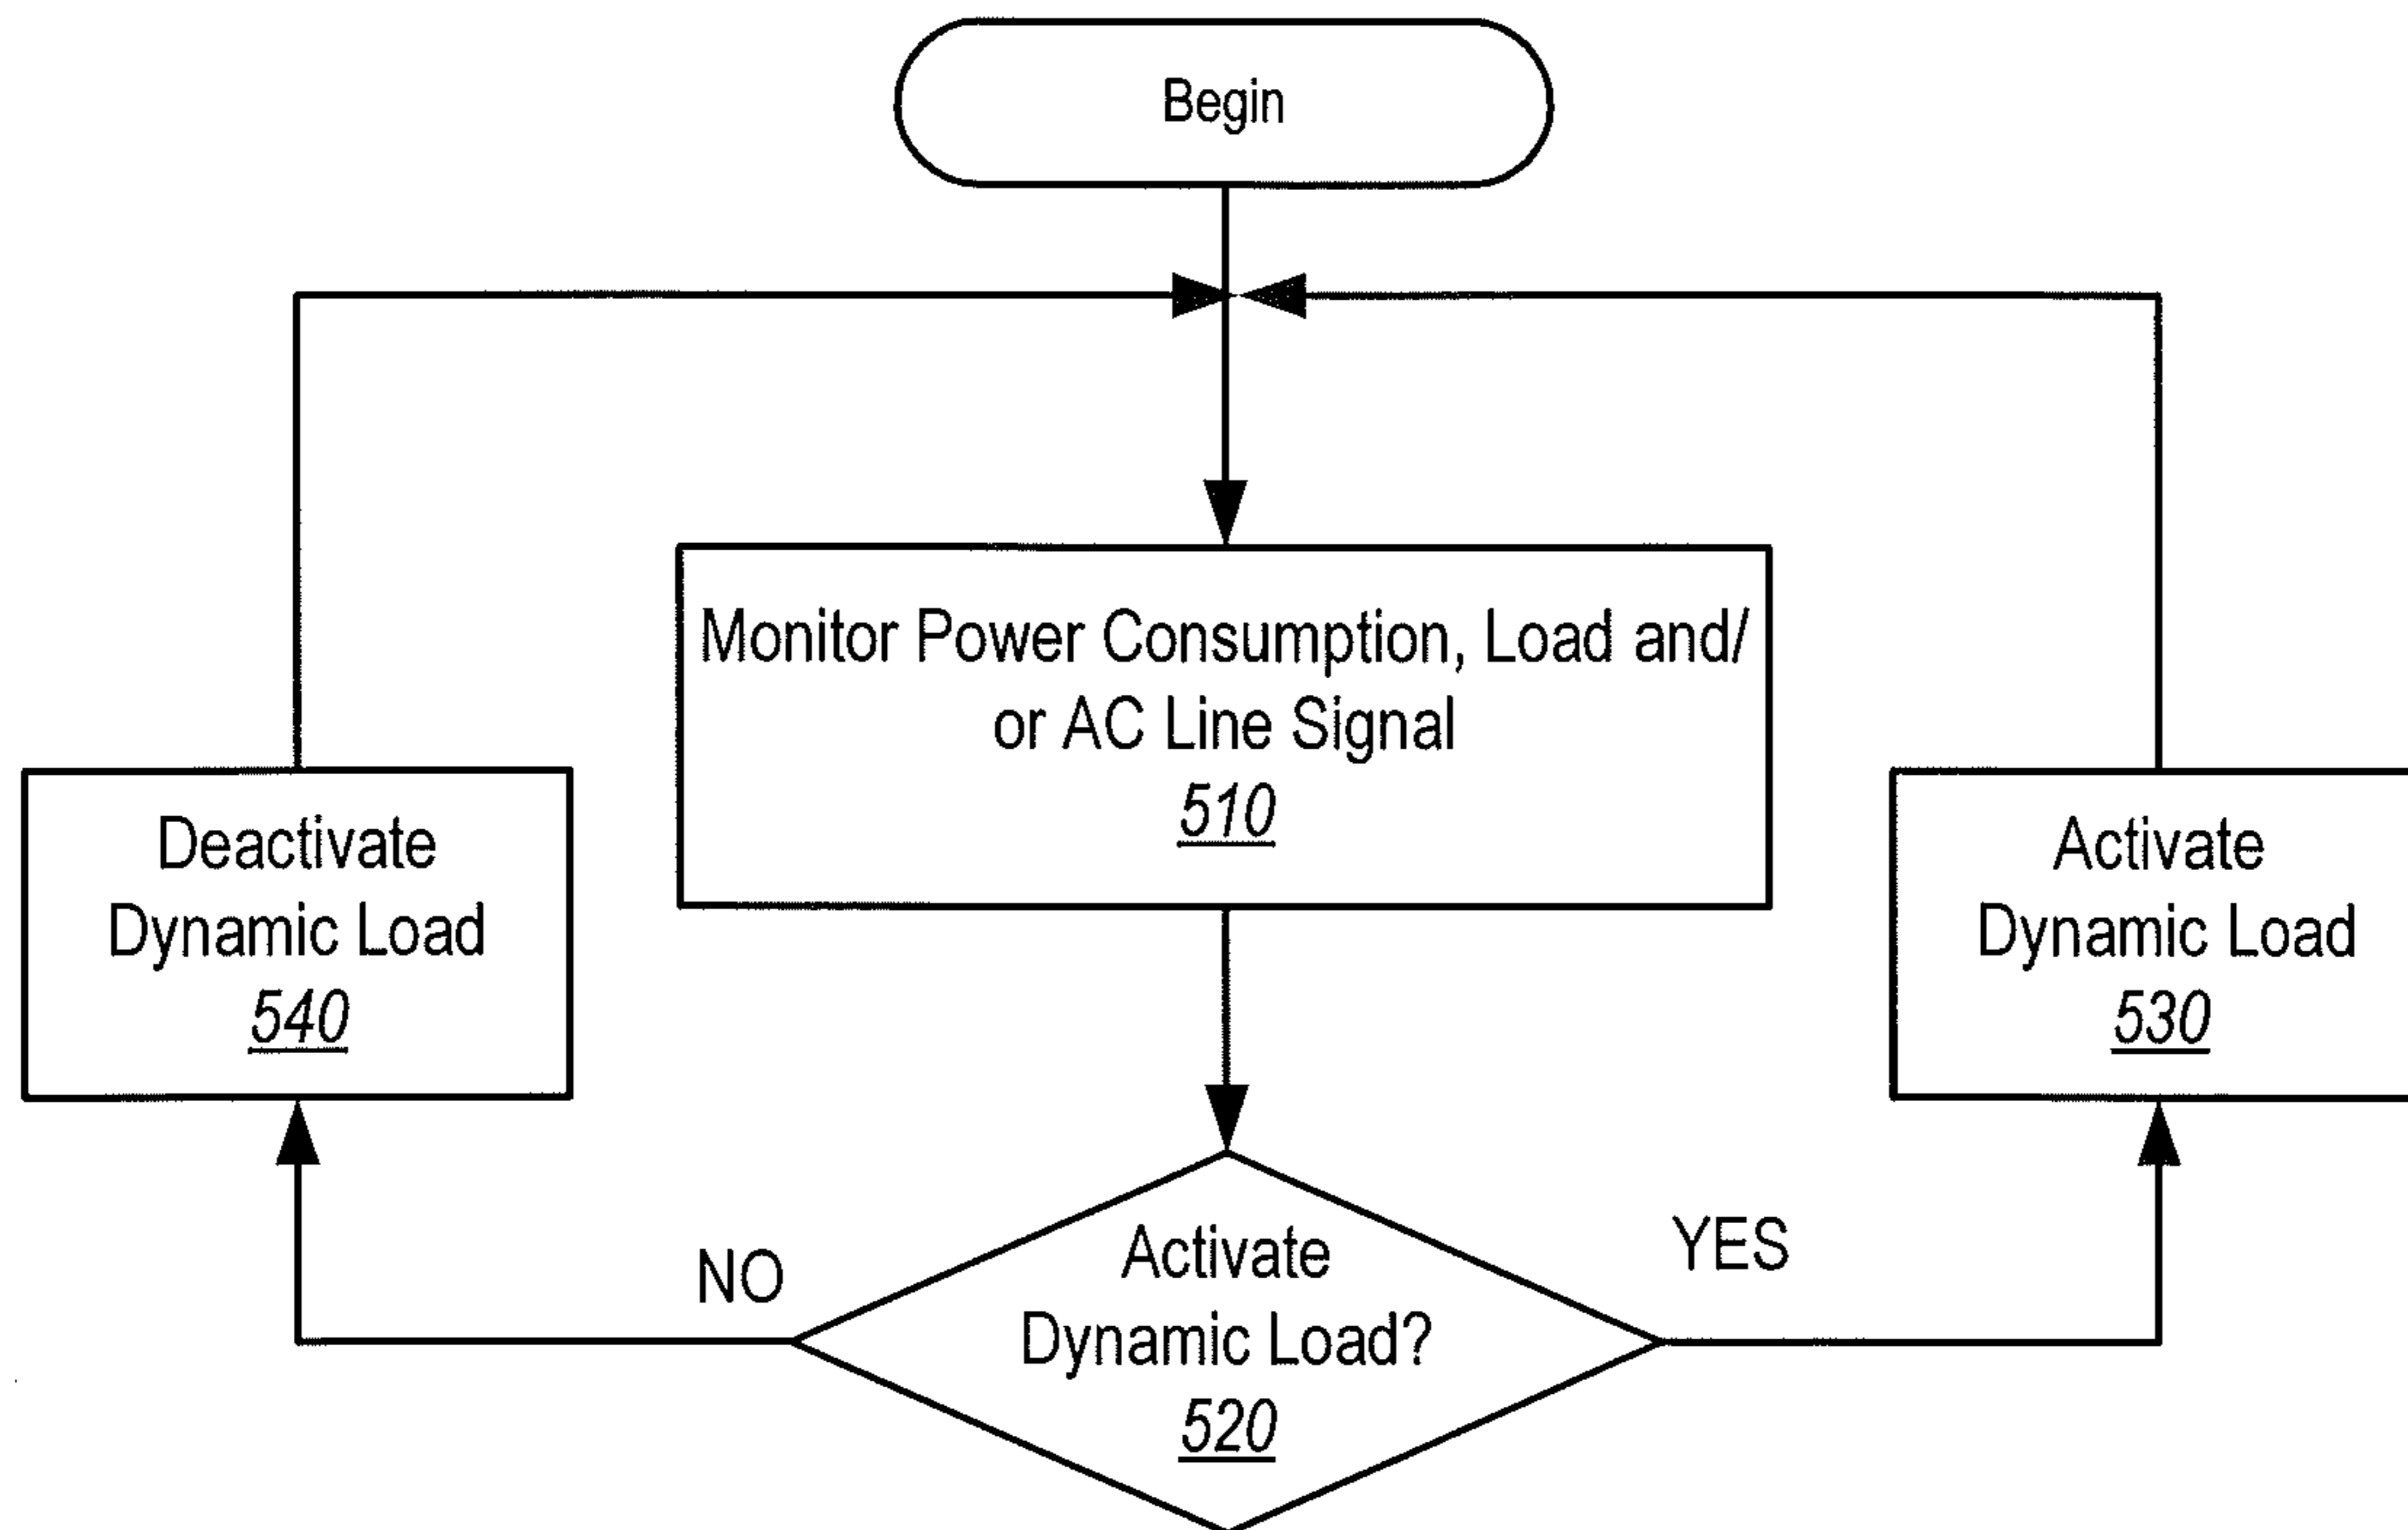 Begin
Monitor Power Consumption, Load and/
or AC Line Signal
510
Deactivate
Dynamic Load
540
Activate
Dynamic Load
530
NO
YES
Activate
Dynamic Load?
520